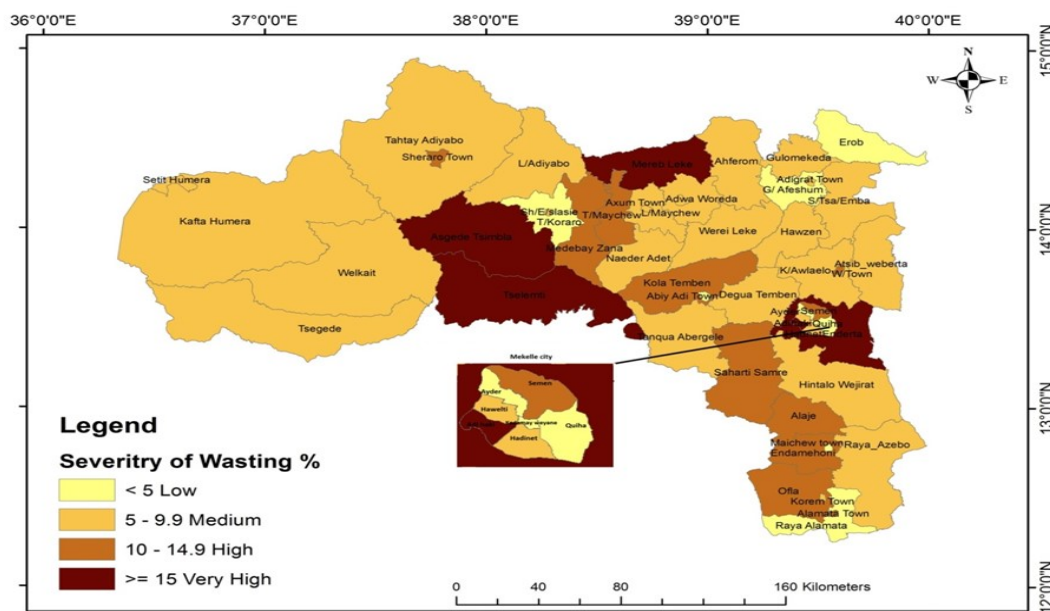 36°0'0"E
37°0'0"E
38°0'0"E
39°0'0"E
40°0'0"E
15°0'0"N
14°0'0"N
13°0'0"N
12°0'0"N
N
W
E
S
Erob
Tahtay Adiyabo
Sheraro Town
L/Adiyabo
Mereb Leke
Ahferom
Gulomekeda
Adigrat Town
G/ Afeshum
S/Tsa/Emba
Setit Humera
Kafta Humera
Sh/E/slasie
T/Koraro
Axum Town
T/Maychew
L/Maychew
Adwa Woreda
Werei Leke
Hawzen
Asgede Tsimbla
Medebay Zana
Naeder Adet
Atsib_weberta
K/Awlaelo
W/Town
Welkait
Tselemti
Kola Temben
Abiy Adi Town
Degua Temben
Ayder
Semen
Quiha
Enderta
Tsegede
Tanqua Abergele
Saharti Samre
Hintalo Wejirat
Alaje
Maichew town
Endamehoni
Raya_Azebo
Ofla
Korem Town
Alamata Town
Raya Alamata
Mekelle city
Semen
Ayder
Hawelti
Quiha
Hadinet
Legend
Severitry of Wasting %
< 5 Low
5 - 9.9 Medium
10 - 14.9 High
>= 15 Very High
0 40 80 160 Kilometers